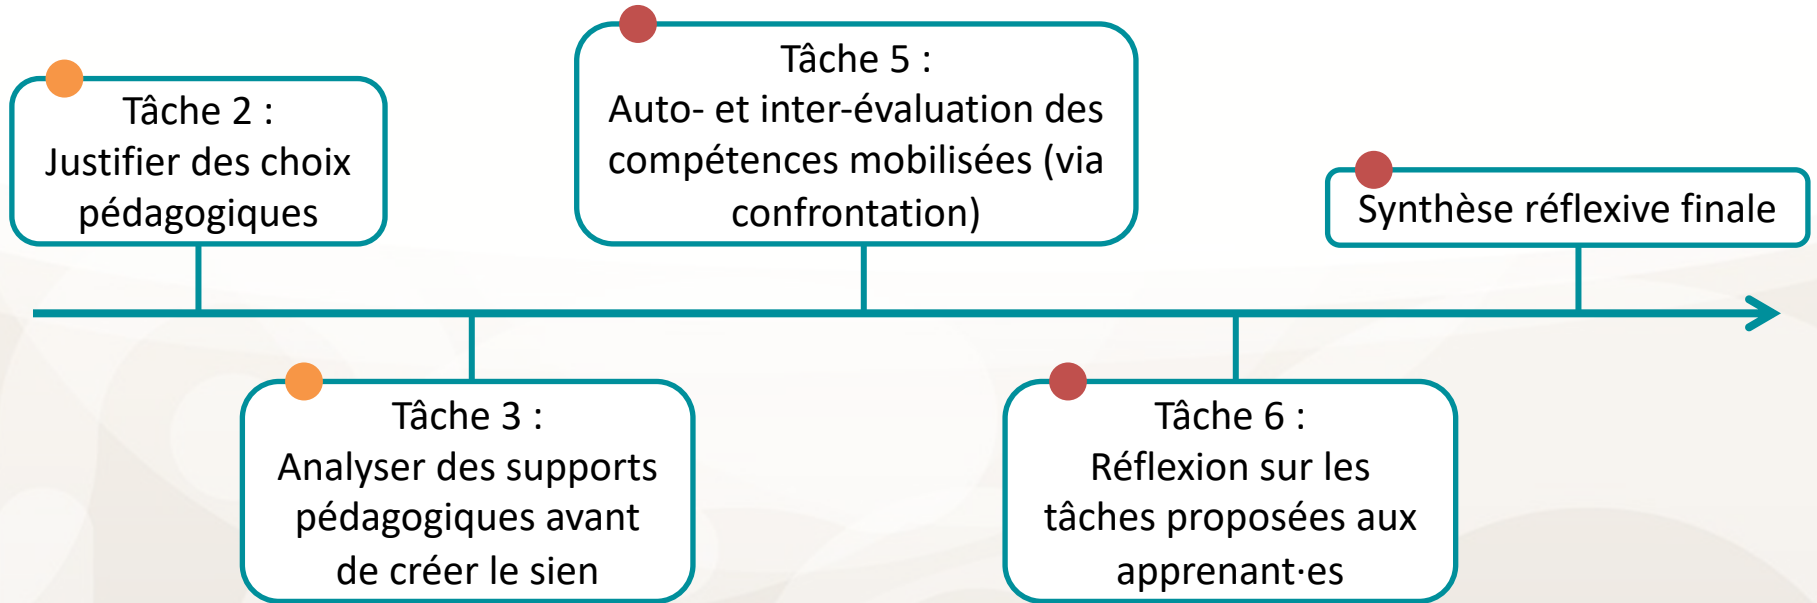 Tâche 2 :
Justifier des choix
pédagogiques
Tâche 3 :
Analyser des supports
pédagogiques avant
de créer le sien
Tâche 5 :
Auto- et inter-évaluation des
compétences mobilisées (via
confrontation)
Tâche 6 :
Réflexion sur les
tâches proposées aux
apprenant·es
Synthèse réflexive finale